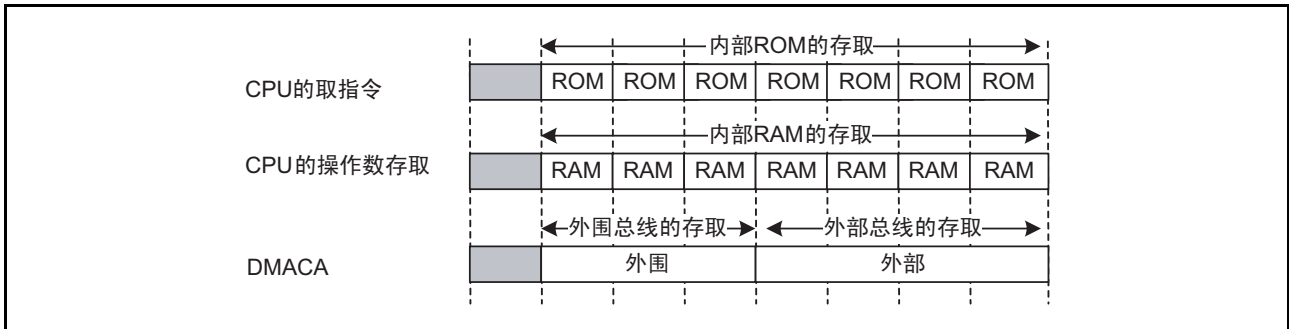 内部ROM的存取
CPU的取指令
ROM ROM ROM ROM ROM ROM ROM
内部RAM的存取
CPU的操作数存取
RAM RAM RAM RAM RAM RAM RAM
外围总线的存取 外部总线的存取
DMACA
外围 外部